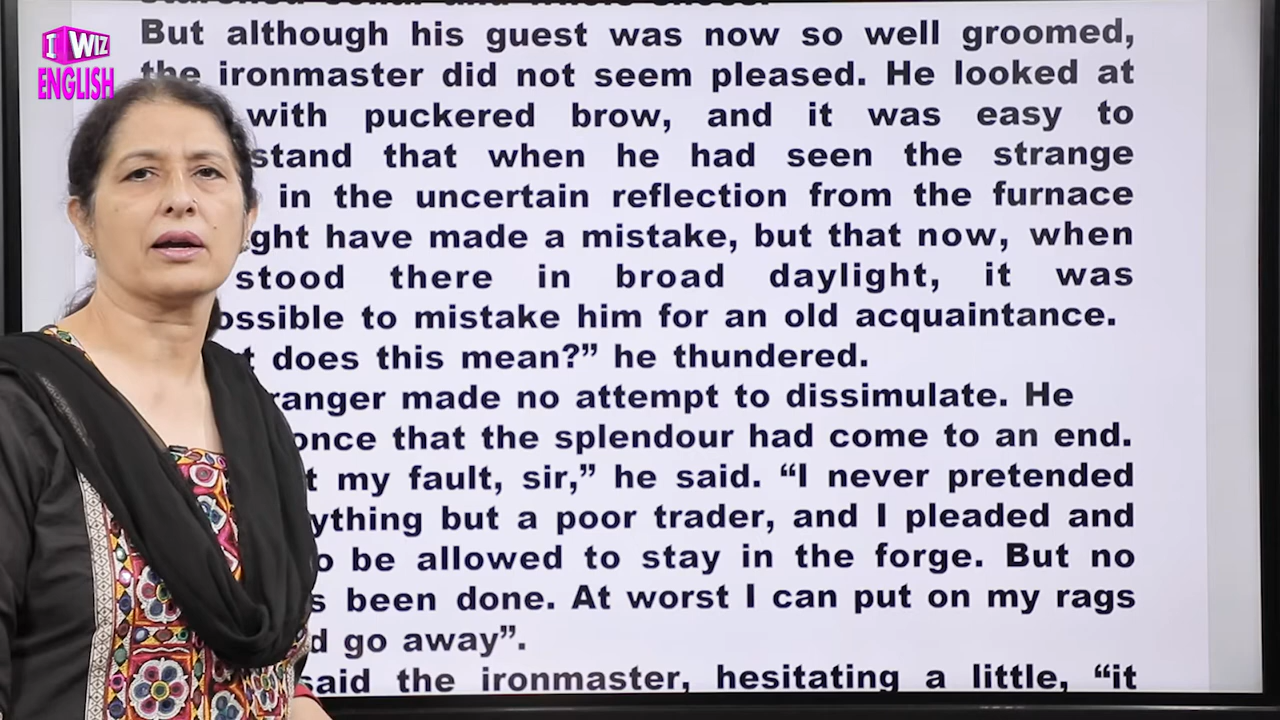 I WIZ
ENGLISH
But although his guest was now so well groomed,
the ironmaster did not seem pleased. He looked at
with puckered brow, and it was easy to
stand that when he had seen the strange
in the uncertain reflection from the furnace
ght have made a mistake, but that now, when
stood there in broad daylight, it was
ossible to mistake him for an old acquaintance.
t does this mean?” he thundered.
ranger made no attempt to dissimulate. He
once that the splendour had come to an end.
t my fault, sir,” he said. “I never pretended
ything but a poor trader, and I pleaded and
o be allowed to stay in the forge. But no
s been done. At worst I can put on my rags
d go away”.
said the ironmaster, hesitating a little, “it